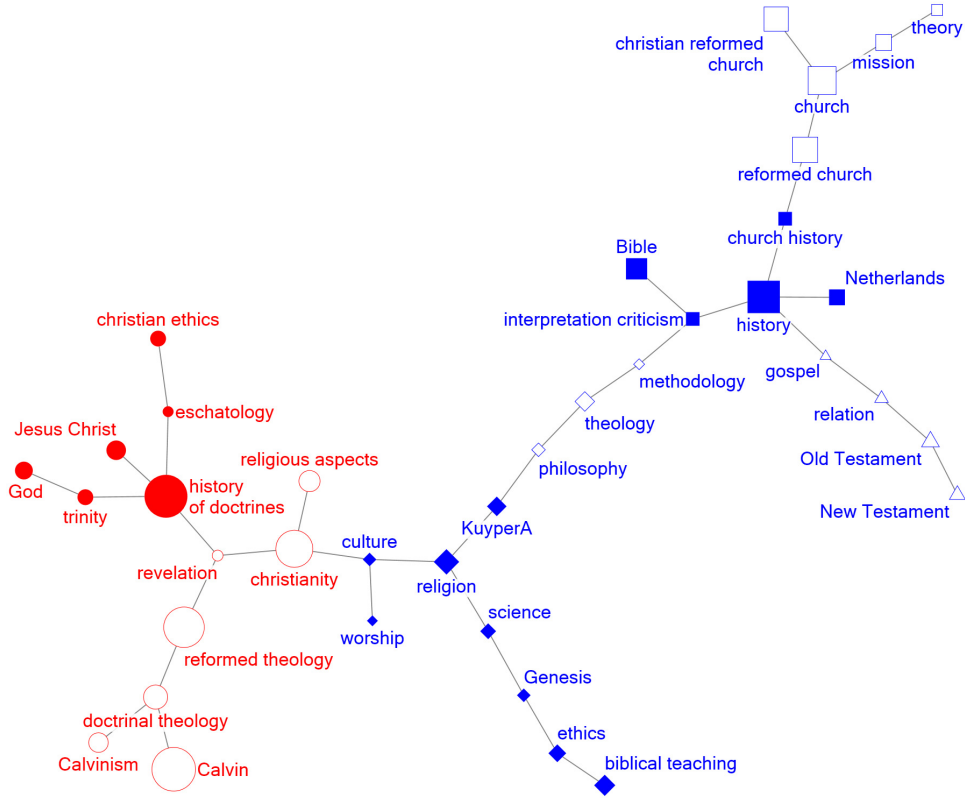 theory
christian reformed
church
mission
church
reformed church
church history
Bible
Netherlands
interpretation criticism
history
christian ethics
gospel
methodology
eschatology
relation
theology
Jesus Christ
religious aspects
Old Testament
philosophy
God
history
of doctrines
trinity
New Testament
KuyperA
culture
revelation
christianity
religion
science
worship
reformed theology
Genesis
doctrinal theology
ethics
Calvinism
Calvin
biblical teaching